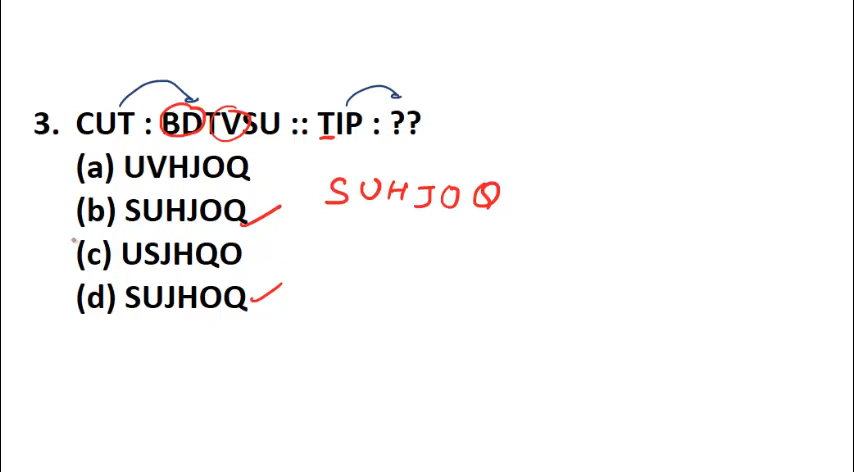 3. CUT : BDTVSU :: TIP : ??
(a) UVHJOQ
(b) SUHJOQ
SUHJOQ
(c) USJHQO
(d) SUJHOQ